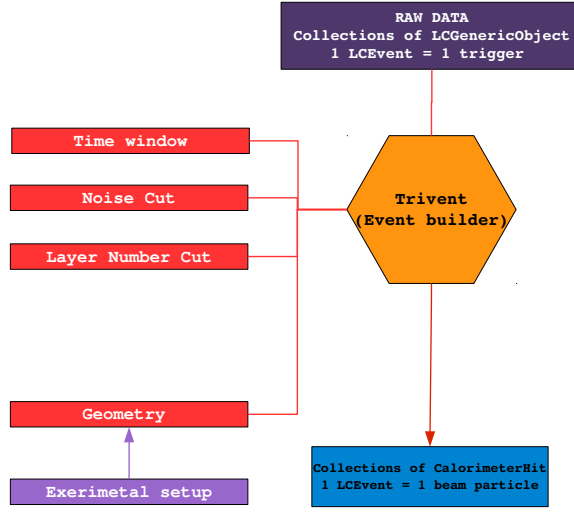 RAW DATA
Collections of LCGenericObject
1 LCEvent = 1 trigger
Time window
Noise Cut
Layer Number Cut
Trivent
(Event builder)
Geometry
Exerimetal setup
Collections of CalorimeterHit
1 LCEvent = 1 beam particle